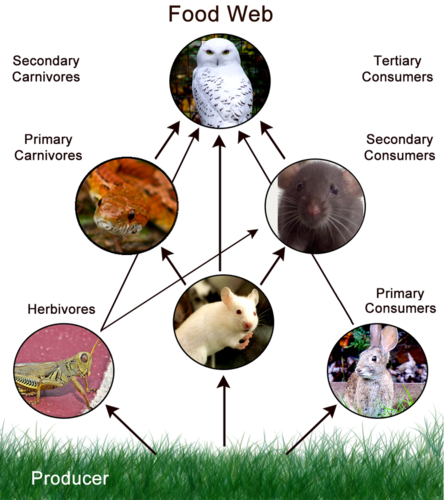 Food Web
Secondary
Carnivores
Tertiary
Consumers
Primary
Carnivores
Secondary
Consumers
Herbivores
Primary
Consumers
Producer